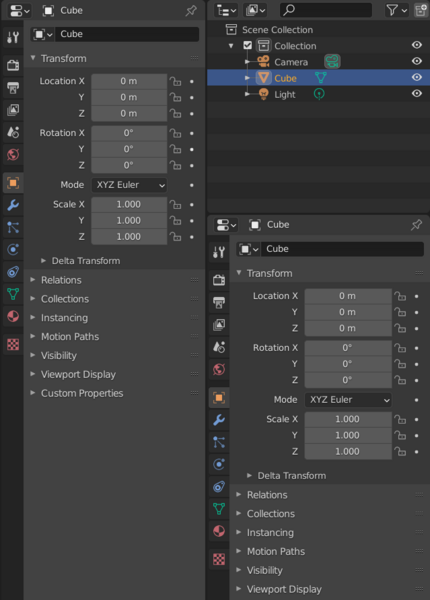 Cube
Cube
Transform
Location X 0 m
Y 0 m
Z 0 m
Rotation X 0°
Y 0°
Z 0°
Mode XYZ Euler
Scale X 1.000
Y 1.000
Z 1.000
Delta Transform
Relations
Collections
Instancing
Motion Paths
Visibility
Viewport Display
Custom Properties
Scene Collection
Collection
Camera
Cube
Light
Cube
Cube
Transform
Location X 0 m
Y 0 m
Z 0 m
Rotation X 0°
Y 0°
Z 0°
Mode XYZ Euler
Scale X 1.000
Y 1.000
Z 1.000
Delta Transform
Relations
Collections
Instancing
Motion Paths
Visibility
Viewport Display